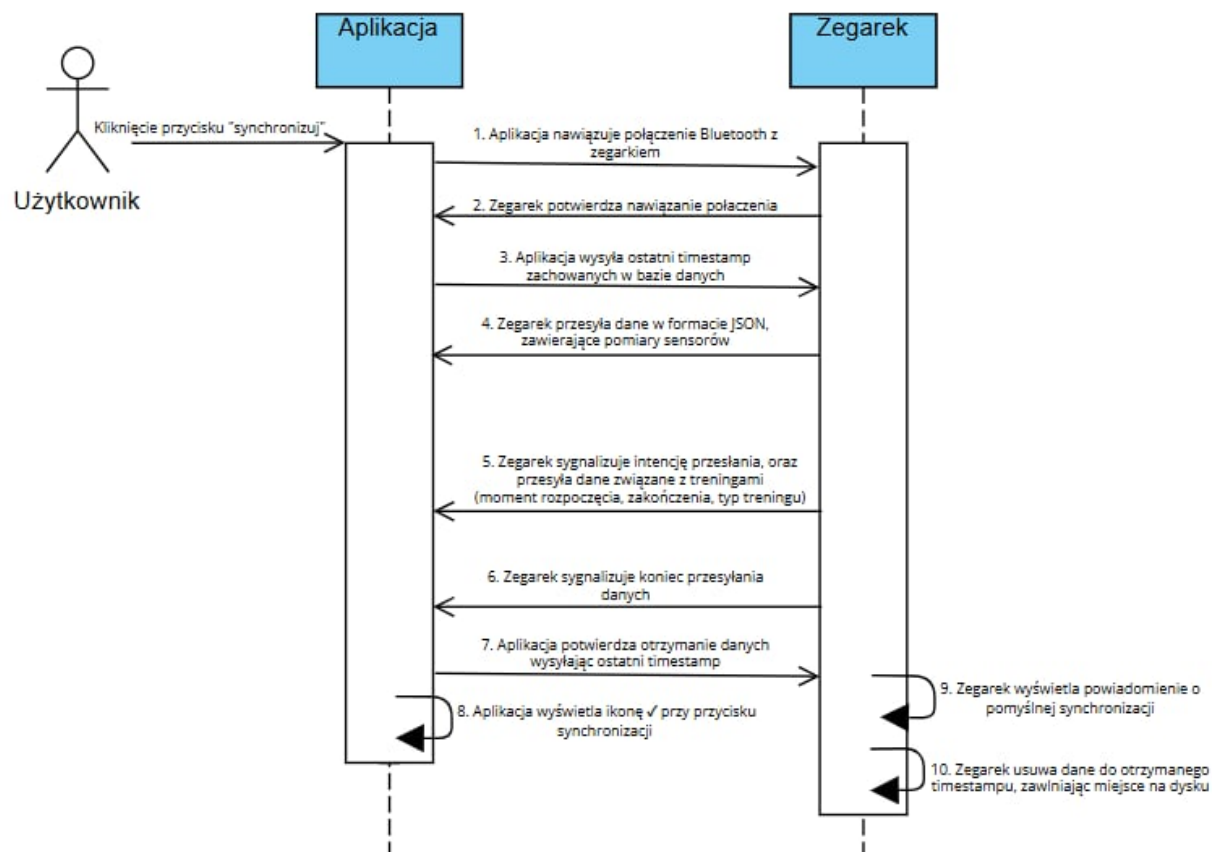 Aplikacja
Zegarek
Kliknięcie przycisku "synchronizuj"
Użytkownik
1. Aplikacja nawiązuje połączenie Bluetooth z
zegarkiem
2. Zegarek potwierdza nawiązanie połaczenia
3. Aplikacja wysyła ostatni timestamp
zachowanych w bazie danych
4. Zegarek przesyła dane w formacie JSON,
zawierające pomiary sensorów
5. Zegarek sygnalizuje intencję przesłania, oraz
przesyła dane związane z treningami
(moment rozpoczęcia, zakończenia, typ treningu)
6. Zegarek sygnalizuje koniec przesyłania
danych
7. Aplikacja potwierdza otrzymanie danych
wysyłając ostatni timestamp
8. Aplikacja wyświetla ikonę ✓ przy przycisku
synchronizacji
9. Zegarek wyświetla powiadomienie o
pomyślnej synchronizacji
10. Zegarek usuwa dane do otrzymanego
timestampu, zawlniając miejsce na dysku